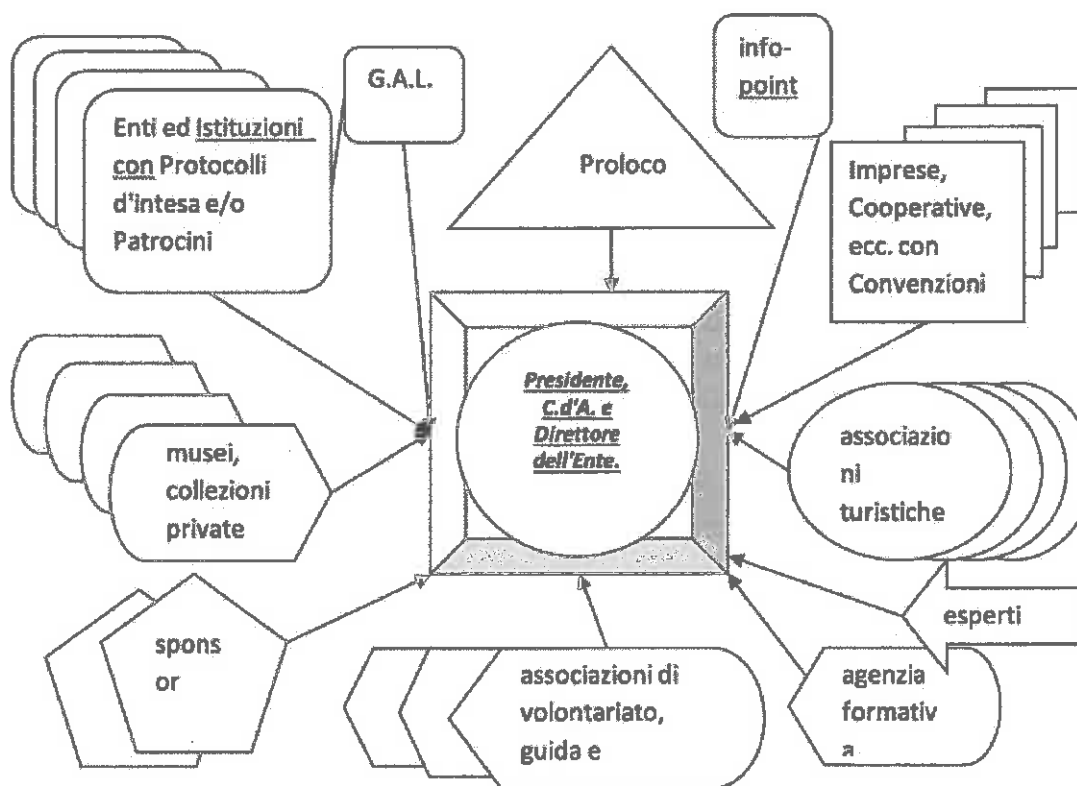 G.A.L.
info-
point
Enti ed Istituzioni
con Protocolli
d'intesa e/o
Patrocini
Proloco
Imprese,
Cooperative,
ecc. con
Convenzioni
Presidente,
C.d'A. e
Direttore
dell'Ente.
musei,
collezioni
private
associazio
ni
turistiche
spons
or
associazioni di
volontariato,
guida e
esperti
agenzia
formativ
a